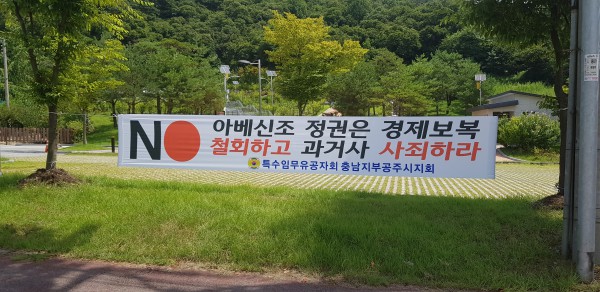 NO
아베신조 정권은 경제보복
철회하고 과거사 사죄하라
특수임무유공자회 충남지부공주시지회